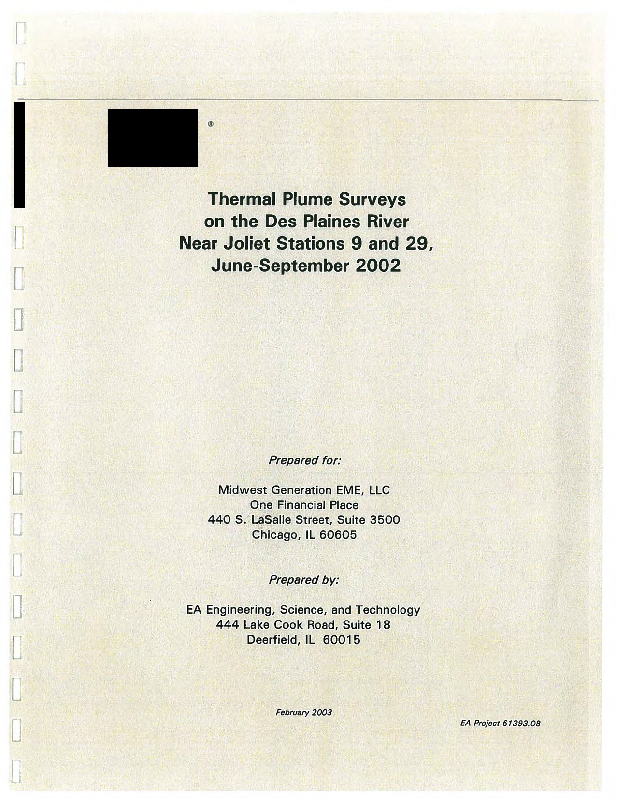 ®
Thermal Plume Surveys
on the Des Plaines River
Near Joliet Stations 9 and 29,
June-September 2002
Prepared for:
Midwest Generation EME, LLC
One Financial Place
440 S. LaSalle Street, Suite 3500
Chicago, IL 60605
Prepared by:
EA Engineering, Science, and Technology
444 Lake Cook Road, Suite 18
Deerfield, IL 60015
February 2003
EA Project 61393.08